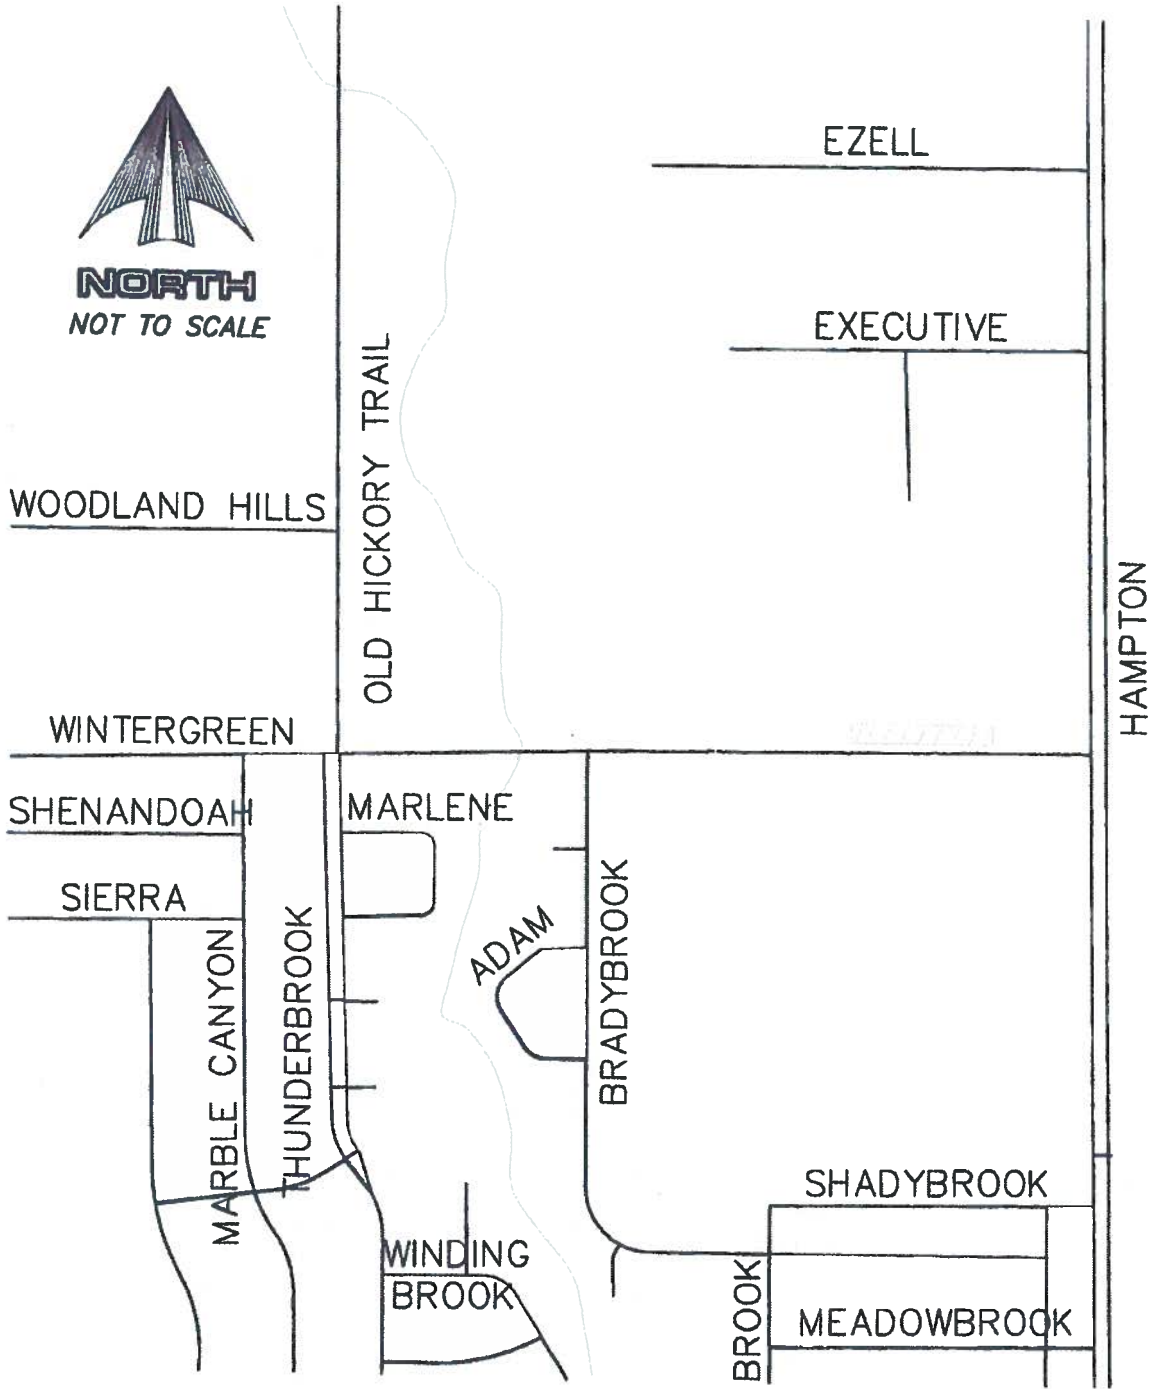 EZELL
NORTH
NOT TO SCALE
EXECUTIVE
OLD HICKORY TRAIL
WOODLAND HILLS
HAMPTON
WINTERGREEN
SHENANDOAH
MARLENE
SIERRA
ADAM
BRADYBROOK
THUNDERBROOK
MARBLE CANYON
SHADYBROOK
WINDING
BROOK
BROOK
MEADOWBROOK